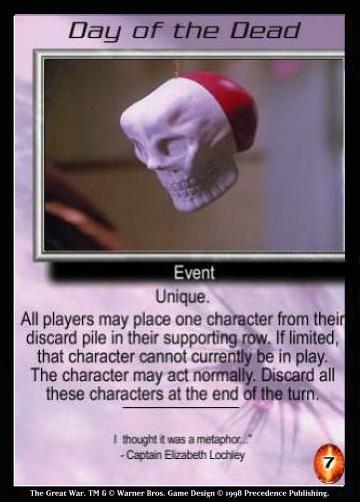 Day of the Dead
Event
Unique.
All players may place one character from their
discard pile in their supporting row. If limited,
that character cannot currently be in play.
The character may act normally. Discard all
these characters at the end of the turn.
I thought it was a metaphor..."
- Captain Elizabeth Lochley
7
The Great War. TM & © Warner Bros. Game Design © 1998 Precedence Publishing.